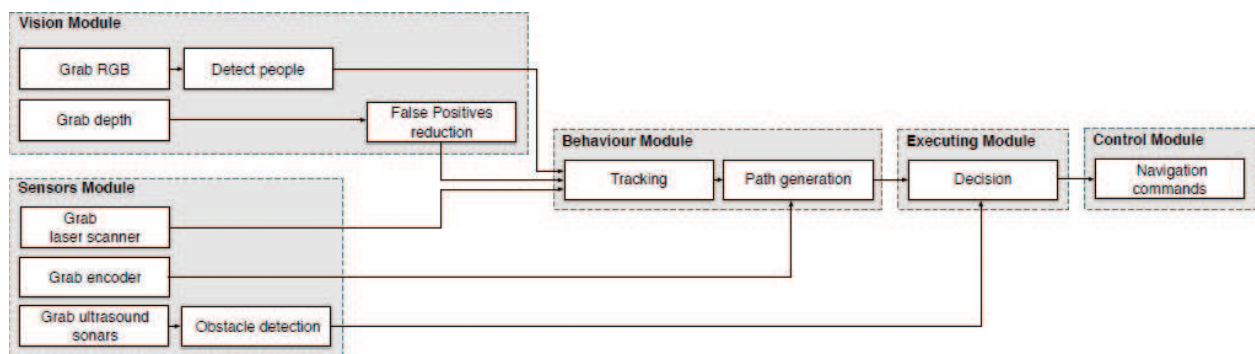 Vision Module
Grab RGB
Detect people
Grab depth
False Positives
reduction
Sensors Module
Grab
laser scanner
Grab encoder
Grab ultrasound
sonars
Obstacle detection
Behaviour Module
Tracking
Path generation
Executing Module
Decision
Control Module
Navigation
commands